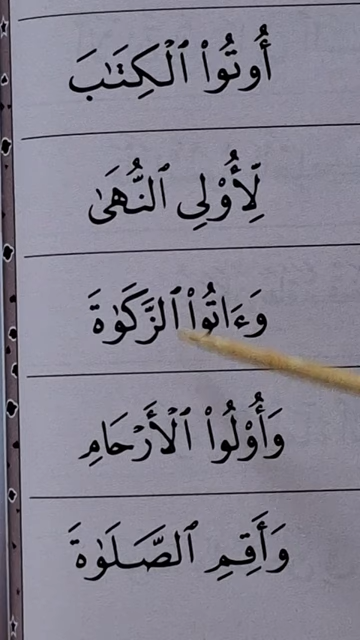 أُوتُوا۟ ٱلْكِتَـٰبَ
لِّأُو۟لِى ٱلنُّهَىٰ
وَءَاتُوا۟ ٱلزَّكَوٰةَ
وَأُو۟لُوا۟ ٱلْأَرْحَامِ
وَأَقِمِ ٱلصَّلَوٰةَ